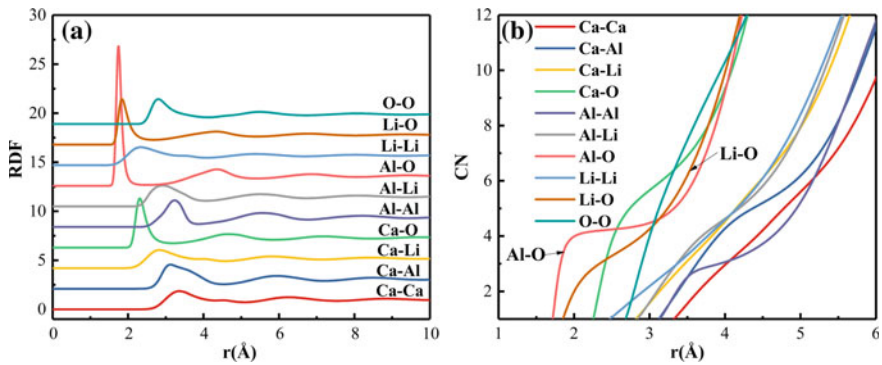 (a)
RDF
30
25
20
15
10
5
0
O-O
Li-O
Li-Li
Al-O
Al-Li
Al-Al
Ca-O
Ca-Li
Ca-Al
Ca-Ca
0 2 4 6 8 10
r(Å)
(b)
CN
12
10
8
6
4
2
Ca-Ca
Ca-Al
Ca-Li
Ca-O
Al-Al
Al-Li
Al-O
Li-Li
Li-O
O-O
Li-O
Al-O
1 2 3 4 5 6
r(Å)